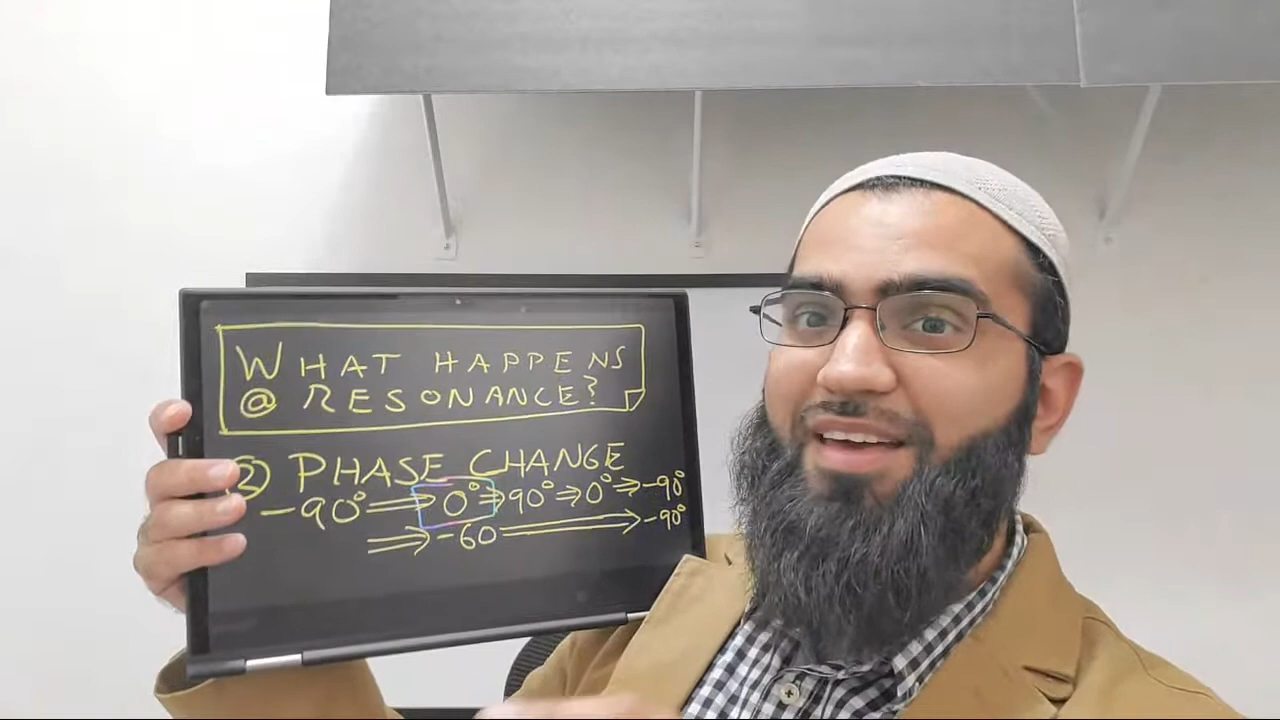 WHAT HAPPENS
@ RESONANCE?
② PHASE CHANGE
-90° ⇒ 0° ⇒ 90° ⇒ 0° ⇒ -90°
⇒ -60 ⇒ -90°